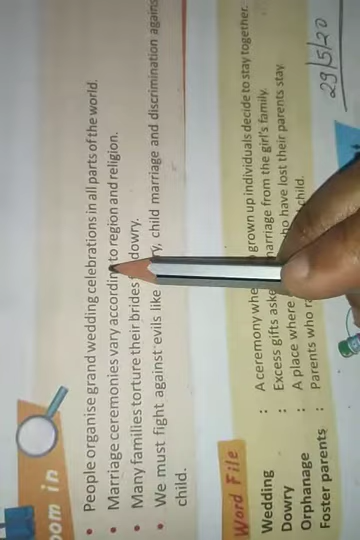 oom in
• People organise grand wedding celebrations in all parts of the world.
• Marriage ceremonies vary according to region and religion.
• Many families torture their brides dowry.
• We must fight against evils like ry, child marriage and discrimination agains
child.
Word File
Wedding : A ceremony whe grown up individuals decide to stay together.
Dowry : Excess gifts aske marriage from the girl's family.
Orphanage : A place where ho have lost their parents stay
Foster parents : Parents who child.
29/5/20